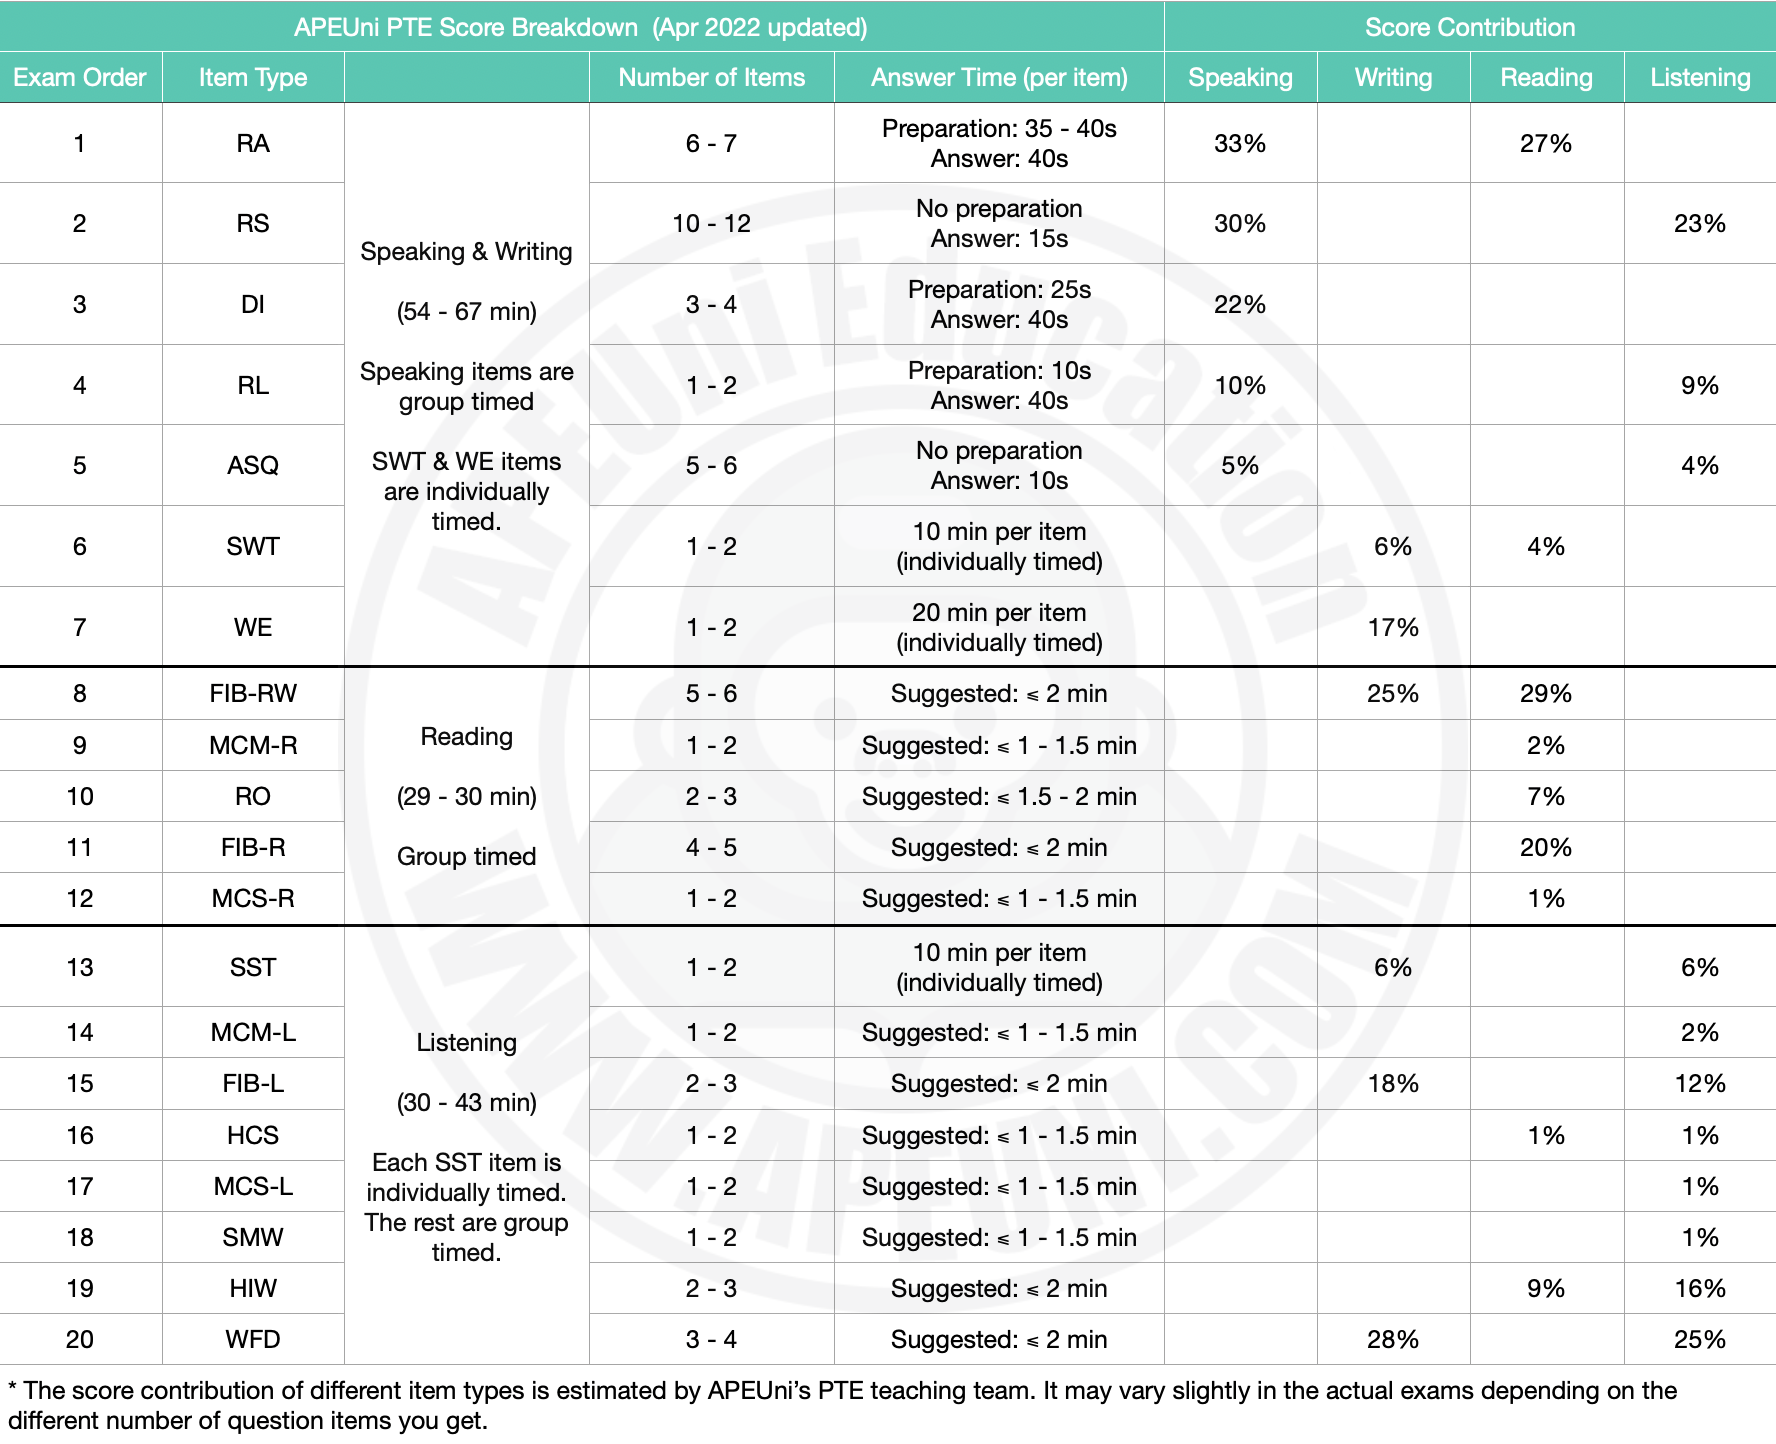 APEUni PTE Score Breakdown (Apr 2022 updated) Score Contribution
Exam Order Item Type Number of Items Answer Time (per item) Speaking Writing Reading Listening
1 RA 6 - 7 Preparation: 35 - 40s 33% 27%
Answer: 40s
2 RS 10 - 12 No preparation 30% 23%
Answer: 15s
Speaking & Writing
(54 - 67 min)
Speaking items are
group timed
SWT & WE items
are individually
timed.
3 DI 3 - 4 Preparation: 25s 22%
Answer: 40s
4 RL 1 - 2 Preparation: 10s 10% 9%
Answer: 40s
5 ASQ 5 - 6 No preparation 5% 4%
Answer: 10s
6 SWT 1 - 2 10 min per item 6% 4%
(individually timed)
7 WE 1 - 2 20 min per item 17%
(individually timed)
Reading
(29 - 30 min)
Group timed
8 FIB-RW 5 - 6 Suggested: ⩽ 2 min 25% 29%
9 MCM-R 1 - 2 Suggested: ⩽ 1 - 1.5 min 2%
10 RO 2 - 3 Suggested: ⩽ 1.5 - 2 min 7%
11 FIB-R 4 - 5 Suggested: ⩽ 2 min 20%
12 MCS-R 1 - 2 Suggested: ⩽ 1 - 1.5 min 1%
Listening
(30 - 43 min)
Each SST item is
individually timed.
The rest are group
timed.
13 SST 1 - 2 10 min per item 6% 6%
(individually timed)
14 MCM-L 1 - 2 Suggested: ⩽ 1 - 1.5 min 2%
15 FIB-L 2 - 3 Suggested: ⩽ 2 min 18% 12%
16 HCS 1 - 2 Suggested: ⩽ 1 - 1.5 min 1% 1%
17 MCS-L 1 - 2 Suggested: ⩽ 1 - 1.5 min 1%
18 SMW 1 - 2 Suggested: ⩽ 1 - 1.5 min 1%
19 HIW 2 - 3 Suggested: ⩽ 2 min 9% 16%
20 WFD 3 - 4 Suggested: ⩽ 2 min 28% 25%
* The score contribution of different item types is estimated by APEUni’s PTE teaching team. It may vary slightly in the actual exams depending on the
different number of question items you get.
APEUni Education
WWW.APEUNI.COM